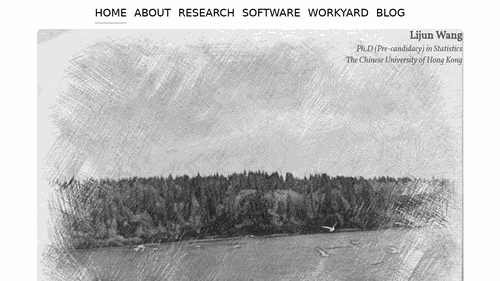 HOME ABOUT RESEARCH SOFTWARE WORKYARD BLOG
Lijun Wang
Ph.D (Pre-candidacy) in Statistics
The Chinese University of Hong Kong